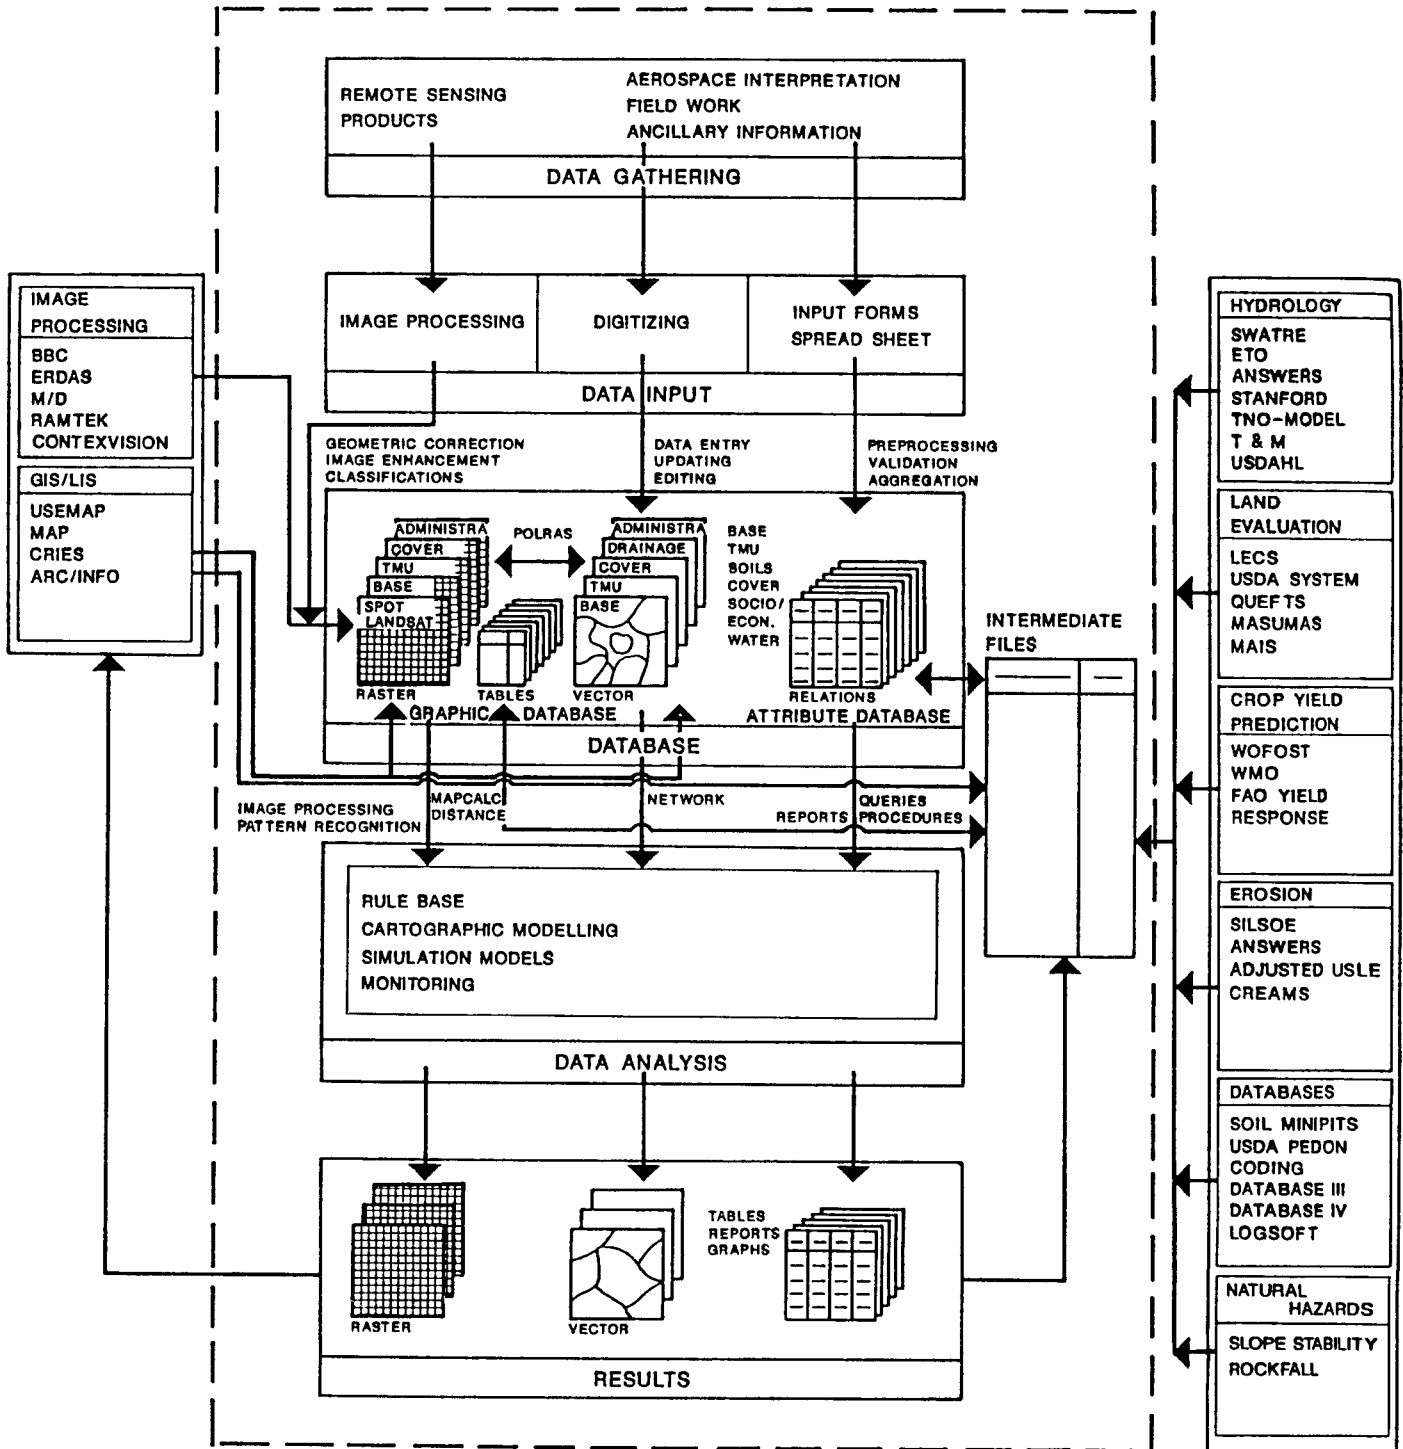 REMOTE SENSING
PRODUCTS
AEROSPACE INTERPRETATION
FIELD WORK
ANCILLARY INFORMATION
DATA GATHERING
IMAGE PROCESSING
DIGITIZING
INPUT FORMS
SPREAD SHEET
DATA INPUT
GEOMETRIC CORRECTION
IMAGE ENHANCEMENT
CLASSIFICATIONS
DATA ENTRY
UPDATING
EDITING
PREPROCESSING
VALIDATION
AGGREGATION
IMAGE
PROCESSING
BBC
ERDAS
M/D
RAMTEK
CONTEXVISION
GIS/LIS
USEMAP
MAP
CRIES
ARC/INFO
ADMINISTRA
COVER
TMU
BASE
SPOT
LANDSAT
RASTER
POLRAS
TABLES
ADMINISTRA
DRAINAGE
COVER
TMU
BASE
VECTOR
BASE
TMU
SOILS
COVER
SOCIO/
ECON.
WATER
RELATIONS
GRAPHIC DATABASE
ATTRIBUTE DATABASE
DATABASE
INTERMEDIATE
FILES
IMAGE PROCESSING
PATTERN RECOGNITION
MAPCALC
DISTANCE
NETWORK
QUERIES
REPORTS PROCEDURES
RULE BASE
CARTOGRAPHIC MODELLING
SIMULATION MODELS
MONITORING
DATA ANALYSIS
RASTER
VECTOR
TABLES
REPORTS
GRAPHS
RESULTS
HYDROLOGY
SWATRE
ETO
ANSWERS
STANFORD
TNO-MODEL
T & M
USDAHL
LAND
EVALUATION
LECS
USDA SYSTEM
QUEFTS
MASUMAS
MAIS
CROP YIELD
PREDICTION
WOFOST
WMO
FAO YIELD
RESPONSE
EROSION
SILSOE
ANSWERS
ADJUSTED USLE
CREAMS
DATABASES
SOIL MINIPITS
USDA PEDON
CODING
DATABASE III
DATABASE IV
LOGSOFT
NATURAL
HAZARDS
SLOPE STABILITY
ROCKFALL